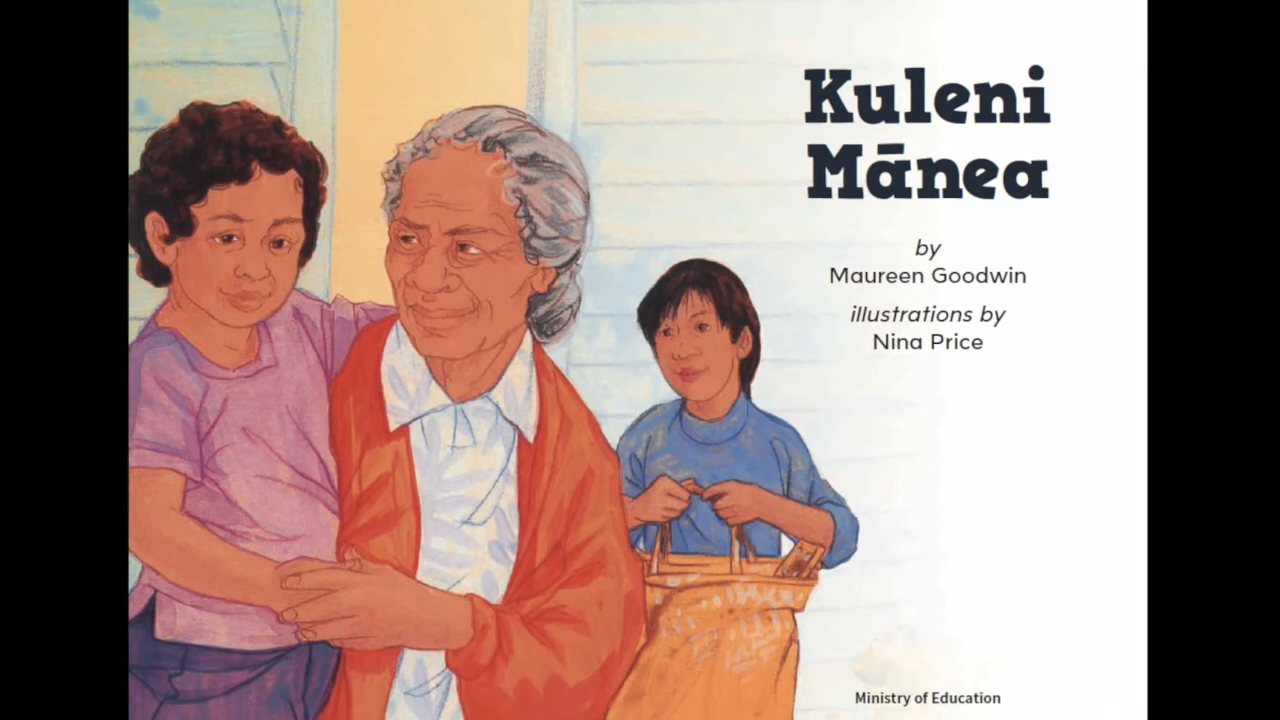 Kuleni
Mānea
by
Maureen Goodwin
illustrations by
Nina Price
Ministry of Education